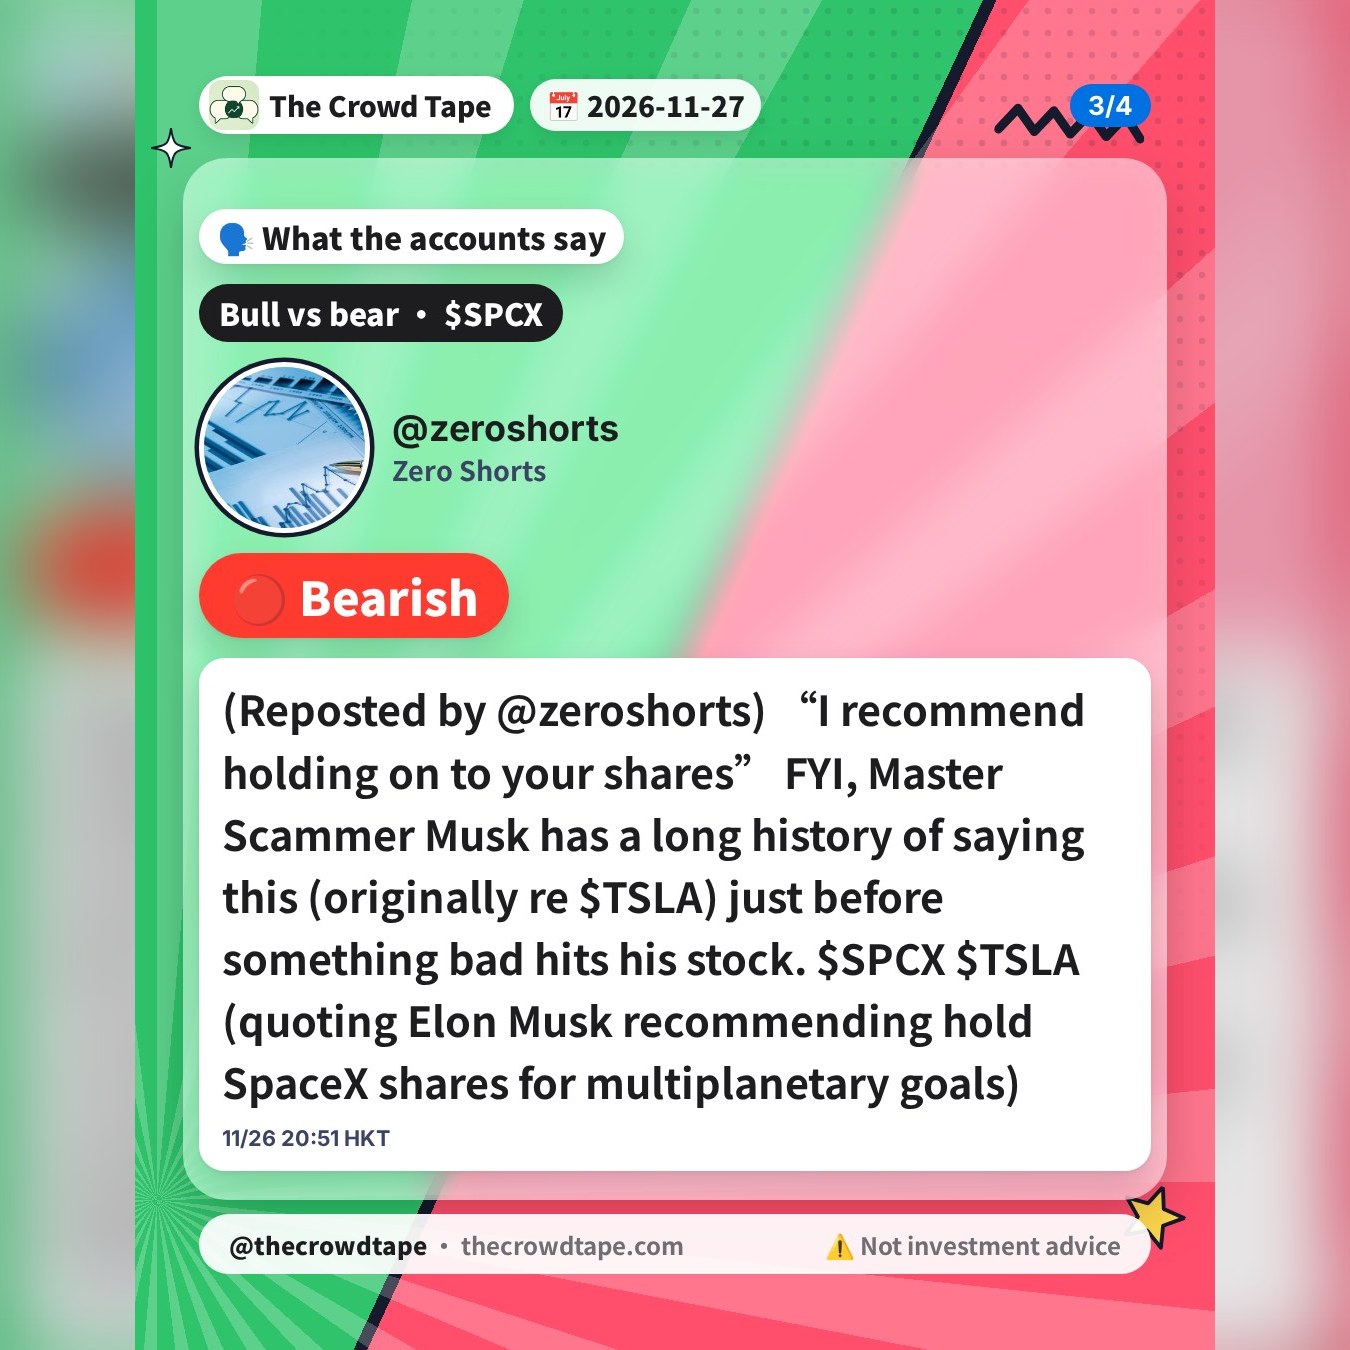 The Crowd Tape
July
17
2026-11-27
3/4
What the accounts say
Bull vs bear • $SPCX
@zeroshorts
Zero Shorts
Bearish
(Reposted by @zeroshorts) “I recommend
holding on to your shares” FYI, Master
Scammer Musk has a long history of saying
this (originally re $TSLA) just before
something bad hits his stock. $SPCX $TSLA
(quoting Elon Musk recommending hold
SpaceX shares for multiplanetary goals)
11/26 20:51 HKT
@thecrowdtape • thecrowdtape.com
Not investment advice